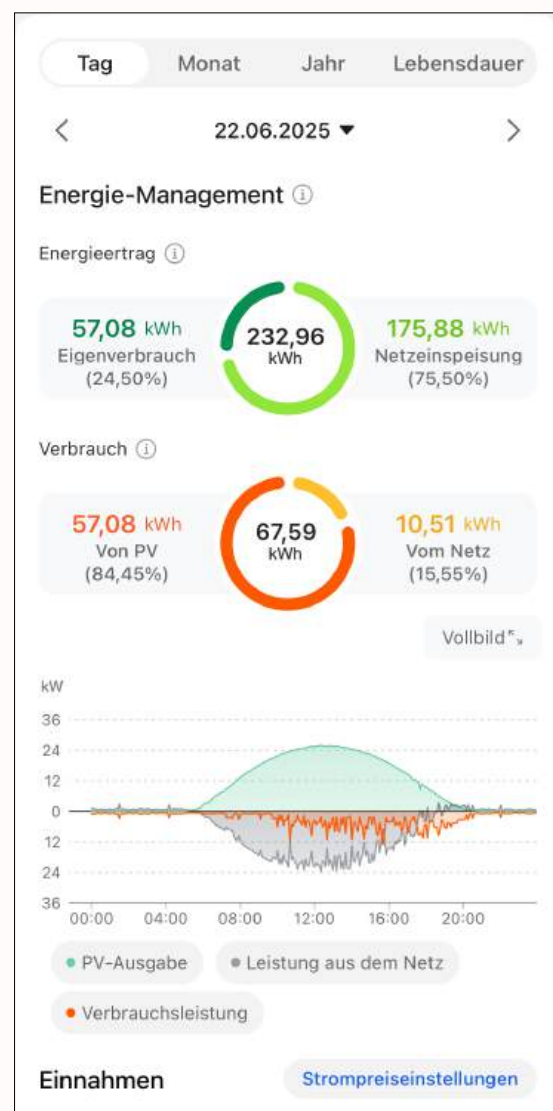 Tag Monat Jahr Lebensdauer
22.06.2025
Energie-Management
Energieertrag
57,08 kWh
Eigenverbrauch
(24,50%)
232,96
kWh
175,88 kWh
Netzeinspeisung
(75,50%)
Verbrauch
57,08 kWh
Von PV
(84,45%)
67,59
kWh
10,51 kWh
Vom Netz
(15,55%)
Vollbild
kW
36
24
12
0
12
24
36
00:00 04:00 08:00 12:00 16:00 20:00
PV-Ausgabe
Leistung aus dem Netz
Verbrauchsleistung
Einnahmen
Strompreiseinstellungen